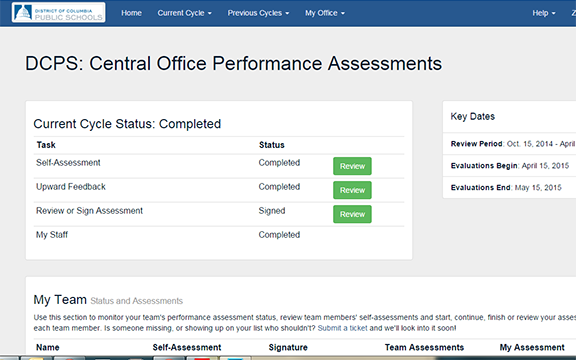 DISTRICT OF COLUMBIA
PUBLIC SCHOOLS
Home Current Cycle Previous Cycles My Office Help
DCPS: Central Office Performance Assessments
Current Cycle Status: Completed
Task Status
Self-Assessment Completed Review
Upward Feedback Completed Review
Review or Sign Assessment Signed Review
My Staff Completed
Key Dates
Review Period: Oct. 15, 2014 - April
Evaluations Begin: April 15, 2015
Evaluations End: May 15, 2015
My Team Status and Assessments
Use this section to monitor your team's performance assessment status, review team members' self-assessments and start, continue, finish or review your asses
each team member. Is someone missing, or showing up on your list who shouldn't? Submit a ticket and we'll look into it soon!
Name Self-Assessment Signature Team Assessments My Assessment